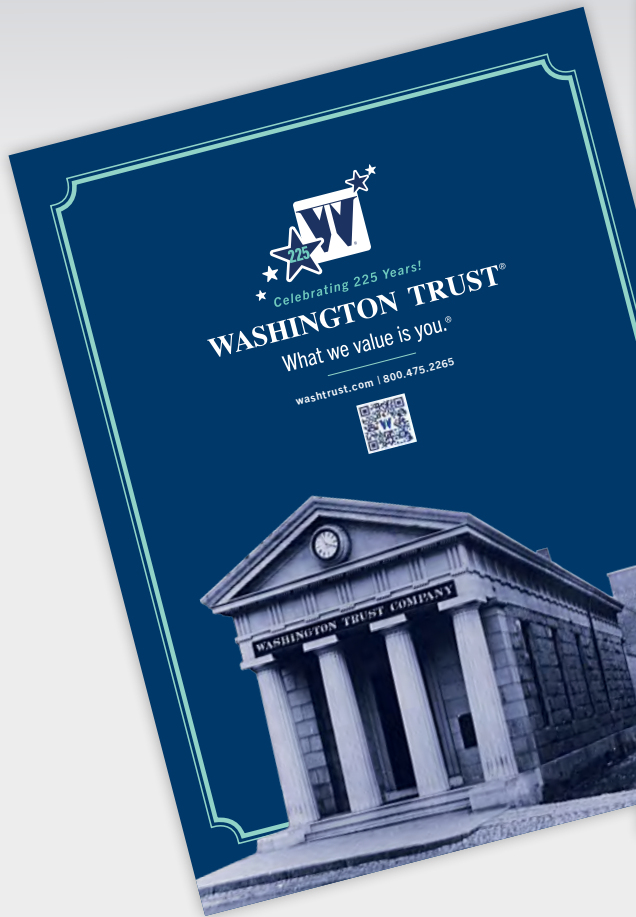 W
225
Celebrating 225 Years!
WASHINGTON TRUST®
What we value is you.®
washtrust.com | 800.475.2265
W
WASHINGTON TRUST COMPANY